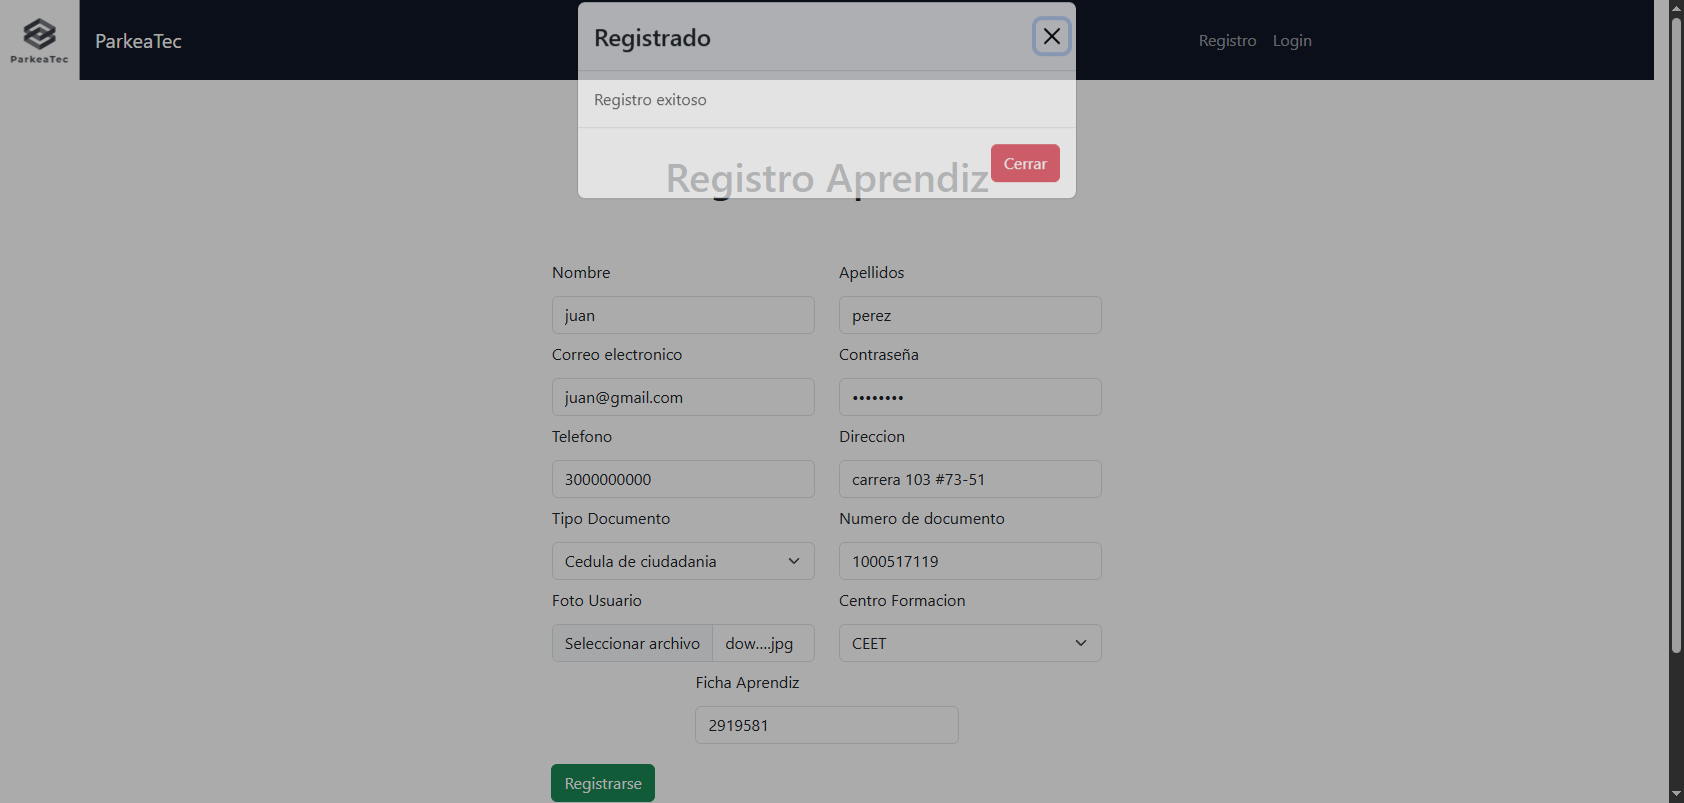 ParkeaTec
ParkeaTec
Registro Login
Registrado
Registro exitoso
Cerrar
Registro Aprendiz
Nombre
Apellidos
juan
perez
Correo electronico
Contraseña
juan@gmail.com
••••••••
Telefono
Direccion
3000000000
carrera 103 #73-51
Tipo Documento
Numero de documento
Cedula de ciudadania
1000517119
Foto Usuario
Centro Formacion
Seleccionar archivo dow....jpg
CEET
Ficha Aprendiz
2919581
Registrarse